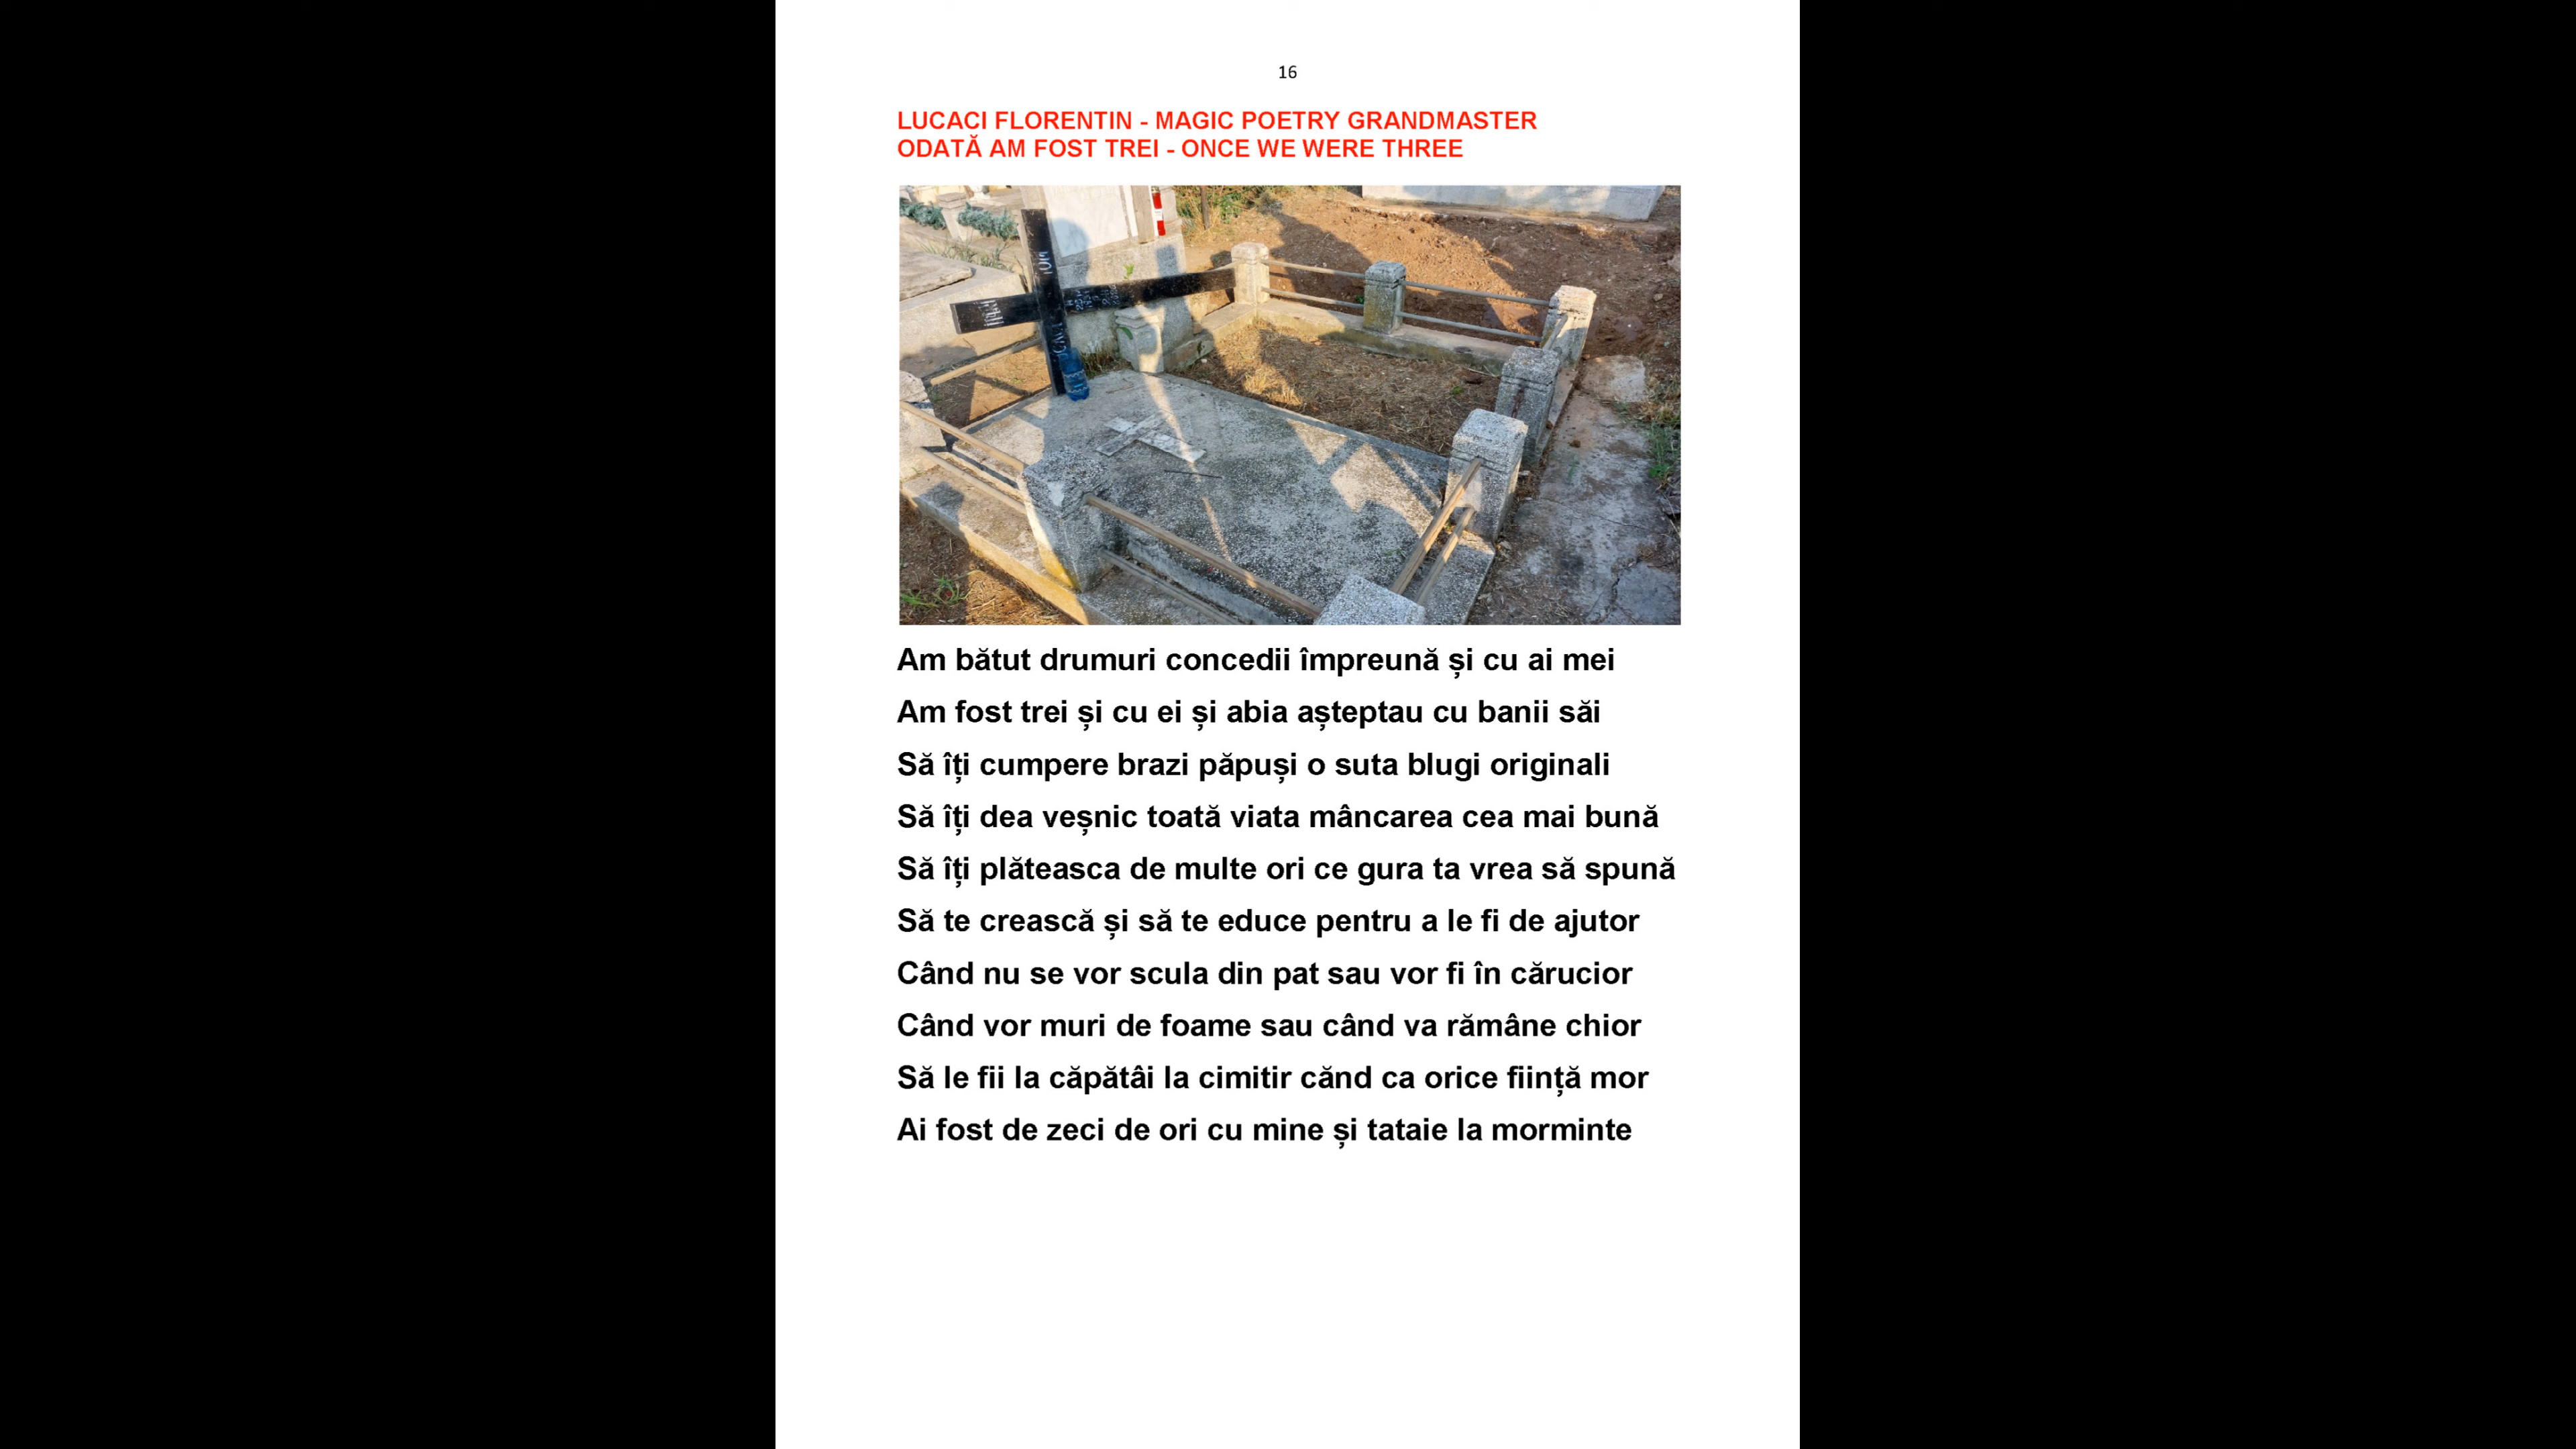 16
LUCACI FLORENTIN - MAGIC POETRY GRANDMASTER
ODATĂ AM FOST TREI - ONCE WE WERE THREE
Am bătut drumuri concedii împreună și cu ai mei
Am fost trei și cu ei și abia așteptau cu banii săi
Să îți cumpere brazi păpuși o suta blugi originali
Să îți dea veșnic toată viata mâncarea cea mai bună
Să îți plăteasca de multe ori ce gura ta vrea să spună
Să te crească și să te educe pentru a le fi de ajutor
Când nu se vor scula din pat sau vor fi în cărucior
Când vor muri de foame sau când va rămâne chior
Să le fii la căpătâi la cimitir cănd ca orice ființă mor
Ai fost de zeci de ori cu mine și tataie la morminte